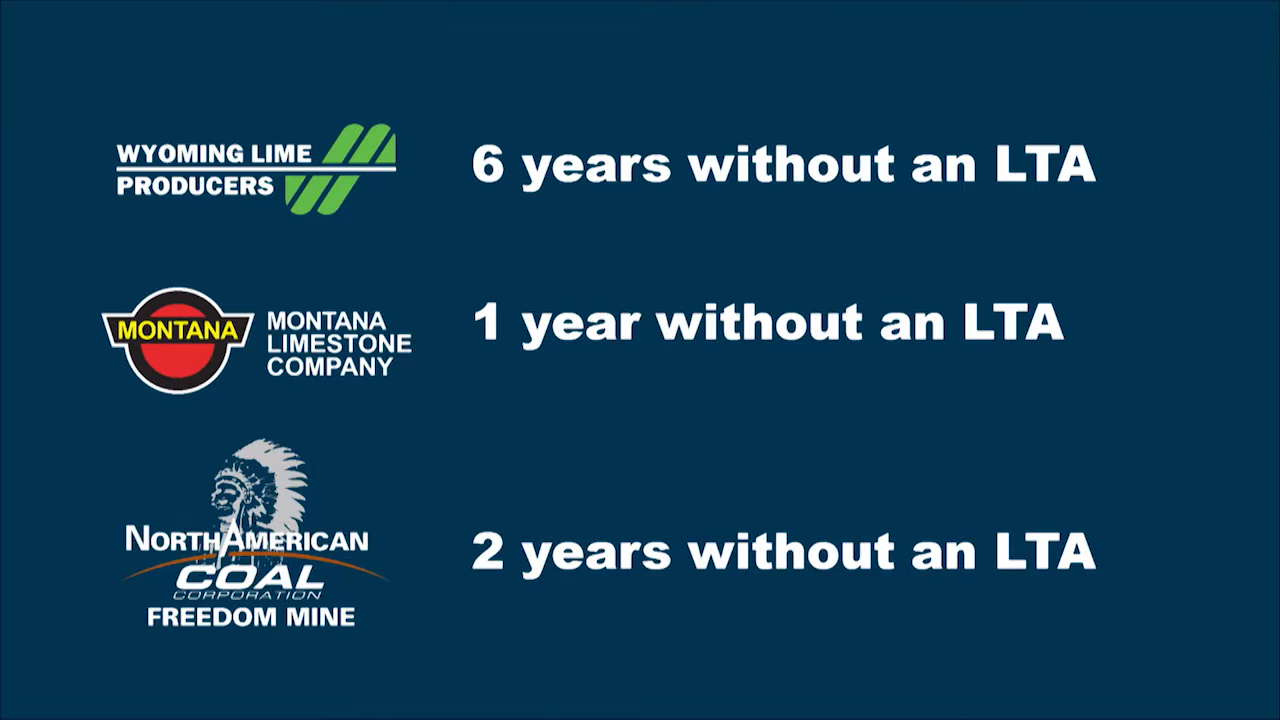 WYOMING LIME
PRODUCERS
6 years without an LTA
MONTANA
MONTANA
LIMESTONE
COMPANY
1 year without an LTA
NORTHAMERICAN
COAL
CORPORATION
FREEDOM MINE
2 years without an LTA